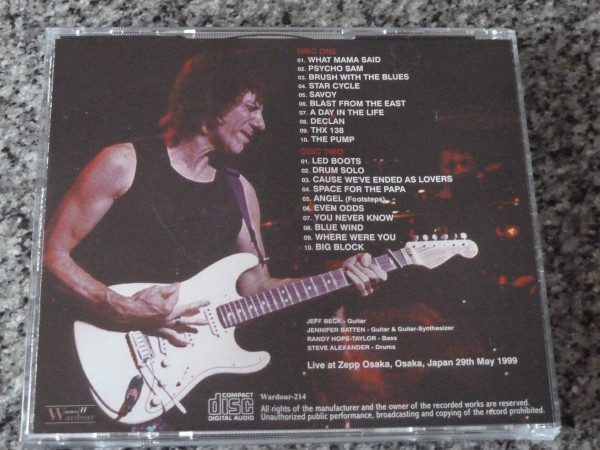 DISC ONE
01. WHAT MAMA SAID
02. PSYCHO SAM
03. BRUSH WITH THE BLUES
04. STAR CYCLE
05. SAVOY
06. BLAST FROM THE EAST
07. A DAY IN THE LIFE
08. DECLAN
09. THX 138
10. THE PUMP
DISC TWO
01. LED BOOTS
02. DRUM SOLO
03. CAUSE WE'VE ENDED AS LOVERS
04. SPACE FOR THE PAPA
05. ANGEL (Footsteps)
06. EVEN ODDS
07. YOU NEVER KNOW
08. BLUE WIND
09. WHERE WERE YOU
10. BIG BLOCK
JEFF BECK - Guitar
JENNIFER BATTEN - Guitar & Guitar-Synthesizer
RANDY HOPE-TAYLOR - Bass
STEVE ALEXANDER - Drums
Live at Zepp Osaka, Osaka, Japan 29th May 1999
Wardour
COMPACT
disc
DIGITAL AUDIO
Wardour-214
All rights of the manufacturer and the owner of the recorded works are reserved.
Unauthorized public performance, broadcasting and copying of the record prohibited.